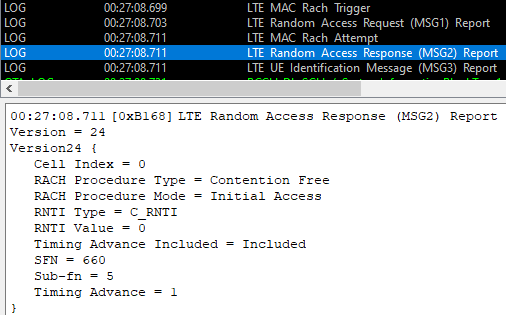 LOG 00:27:08.699 LTE MAC Rach Trigger
LOG 00:27:08.703 LTE Random Access Request (MSG1) Report
LOG 00:27:08.711 LTE MAC Rach Attempt
LOG 00:27:08.711 LTE Random Access Response (MSG2) Report
LOG 00:27:08.711 LTE UE Identification Message (MSG3) Report
00:27:08.711 [0xB168] LTE Random Access Response (MSG2) Report
Version = 24
Version24 {
Cell Index = 0
RACH Procedure Type = Contention Free
RACH Procedure Mode = Initial Access
RNTI Type = C_RNTI
RNTI Value = 0
Timing Advance Included = Included
SFN = 660
Sub-fn = 5
Timing Advance = 1
}